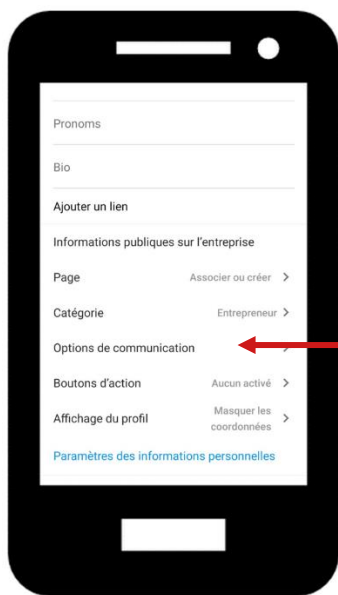 Pronoms
Bio
Ajouter un lien
Informations publiques sur l'entreprise
Page Associer ou créer >
Catégorie Entrepreneur >
Options de communication >
Boutons d'action Aucun activé >
Affichage du profil Masquer les coordonnées >
Paramètres des informations personnelles